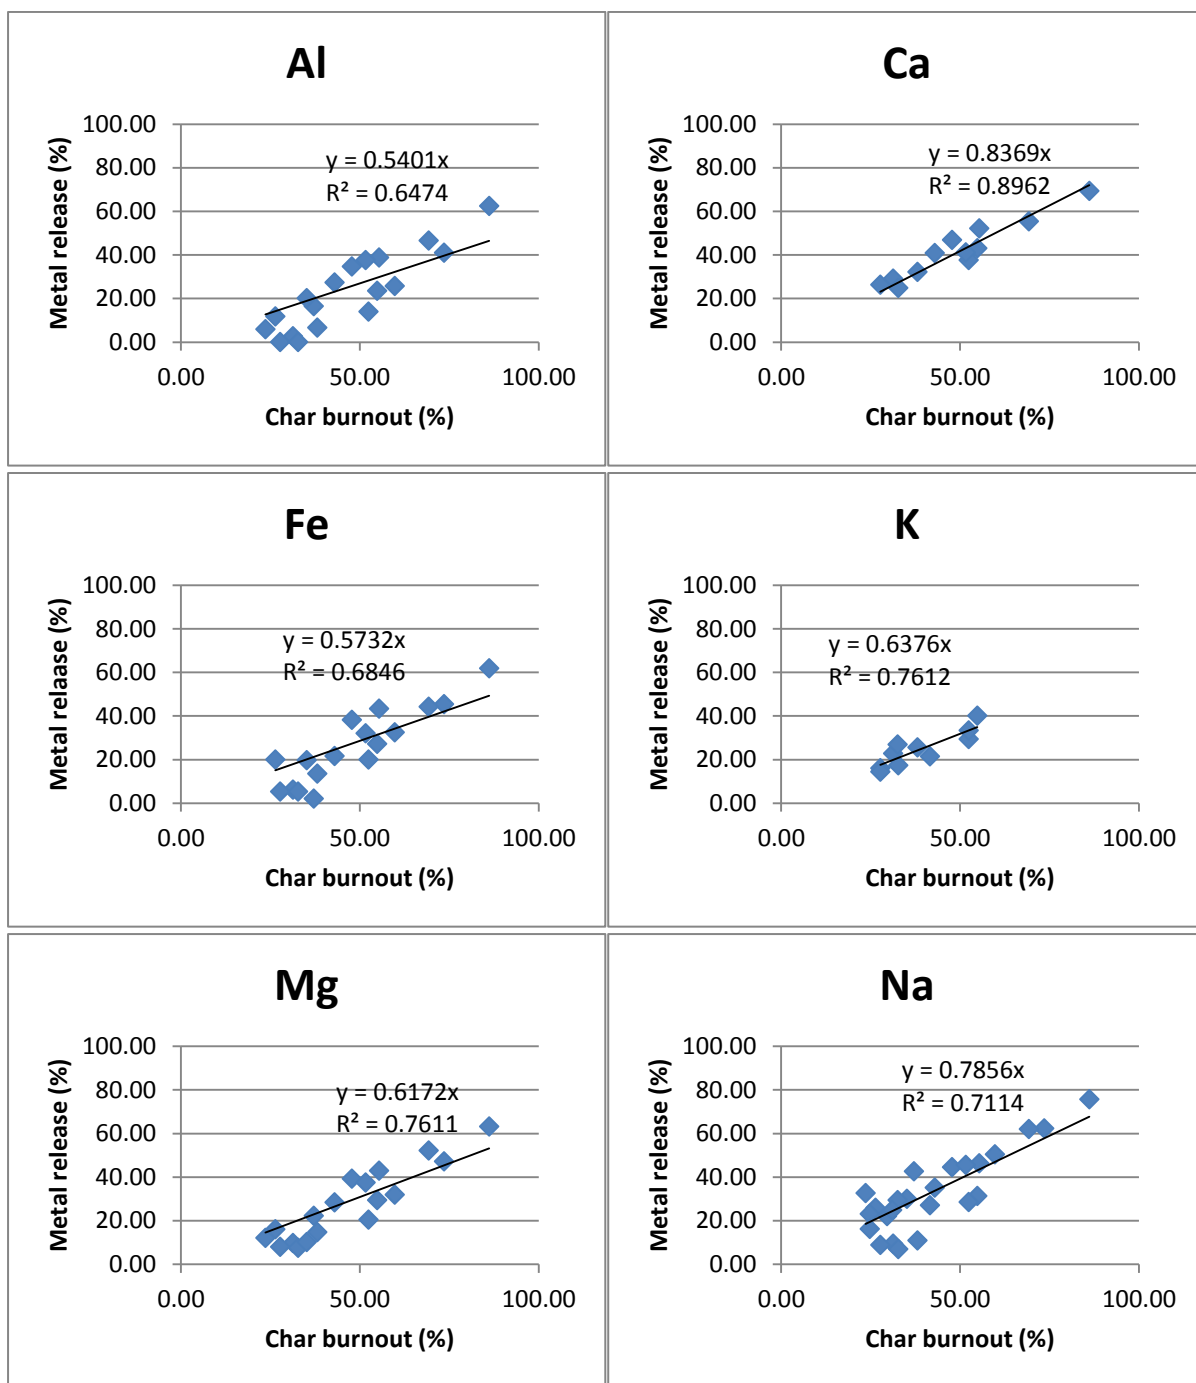 Al
Metal release (%)
100.00
80.00
60.00
40.00
20.00
0.00
y = 0.5401x
R² = 0.6474
0.00
50.00
100.00
Char burnout (%)
Ca
Metal release (%)
100.00
80.00
60.00
40.00
20.00
0.00
y = 0.8369x
R² = 0.8962
0.00
50.00
100.00
Char burnout (%)
Fe
Metal relaase (%)
100.00
80.00
60.00
40.00
20.00
0.00
y = 0.5732x
R² = 0.6846
0.00
50.00
100.00
Char burnout (%)
K
Metal release (%)
100.00
80.00
60.00
40.00
20.00
0.00
y = 0.6376x
R² = 0.7612
0.00
50.00
100.00
Char burnout (%)
Mg
Metal release (%)
100.00
80.00
60.00
40.00
20.00
0.00
y = 0.6172x
R² = 0.7611
0.00
50.00
100.00
Char burnout (%)
Na
Metal release (%)
100.00
80.00
60.00
40.00
20.00
0.00
y = 0.7856x
R² = 0.7114
0.00
50.00
100.00
Char burnout (%)